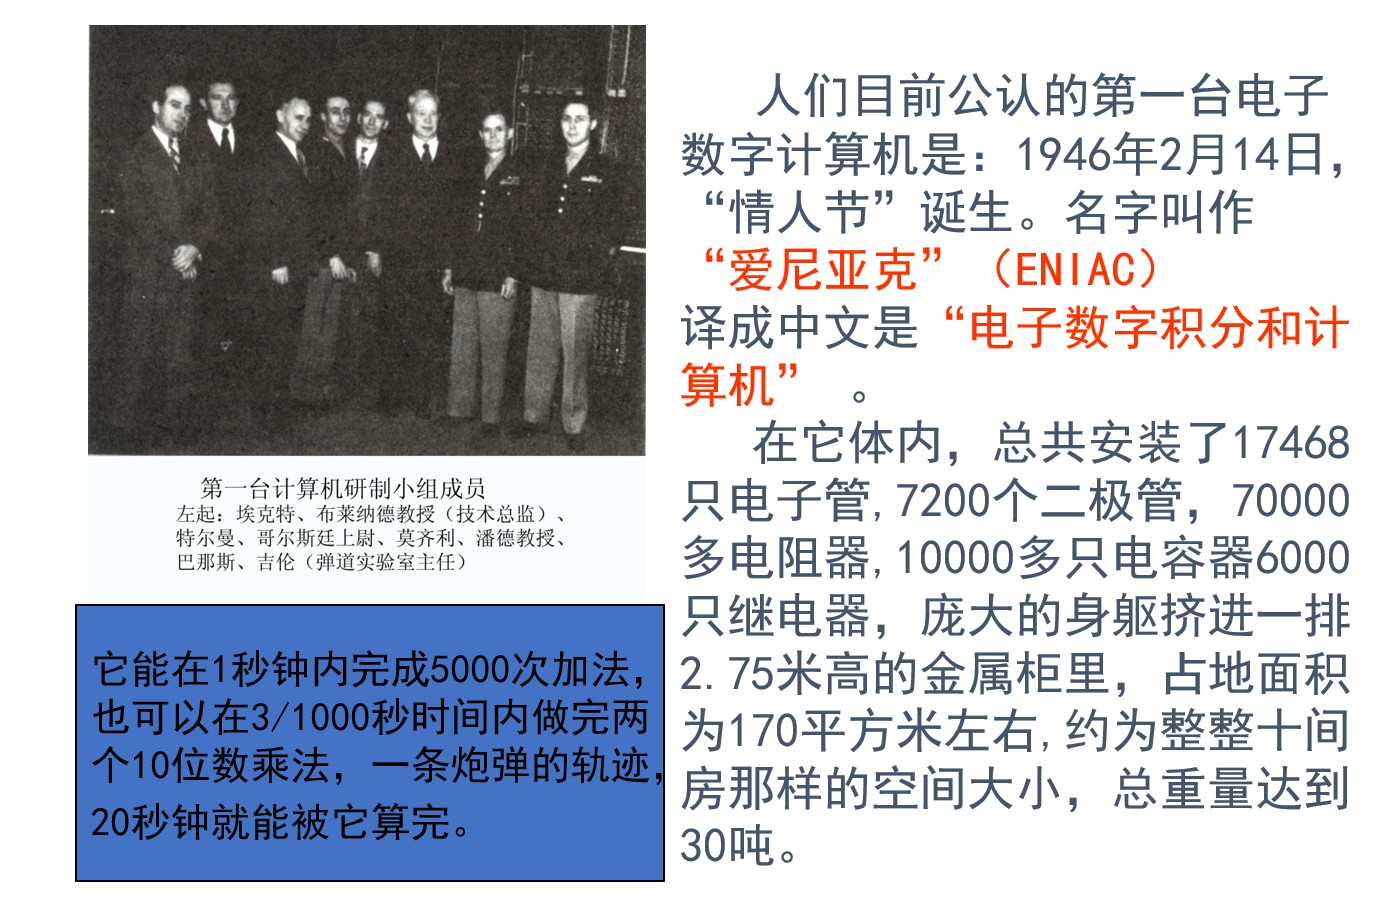 第一台计算机研制小组成员
左起：埃克特、布莱纳德教授（技术总监）、
特尔曼、哥尔斯廷上尉、莫齐利、潘德教授、
巴那斯、吉伦（弹道实验室主任）
它能在1秒钟内完成5000次加法，
也可以在3/1000秒时间内做完两
个10位数乘法，一条炮弹的轨迹，
20秒钟就能被它算完。
人们目前公认的第一台电子
数字计算机是：1946年2月14日，
“情人节”诞生。名字叫作
“爱尼亚克”（ENIAC）
译成中文是“电子数字积分和计
算机” 。
在它体内，总共安装了17468
只电子管,7200个二极管，70000
多电阻器,10000多只电容器6000
只继电器，庞大的身躯挤进一排
2.75米高的金属柜里，占地面积
为170平方米左右,约为整整十间
房那样的空间大小，总重量达到
30吨。